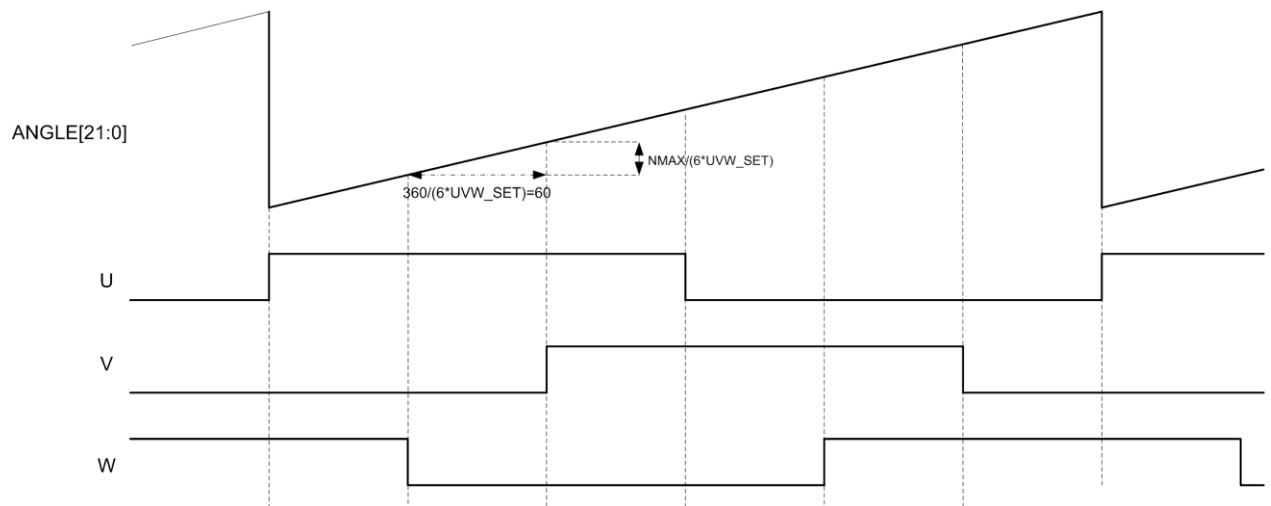 ANGLE[21:0]
NMAX/(6*UVW_SET)
360/(6*UVW_SET)=60
U
V
W